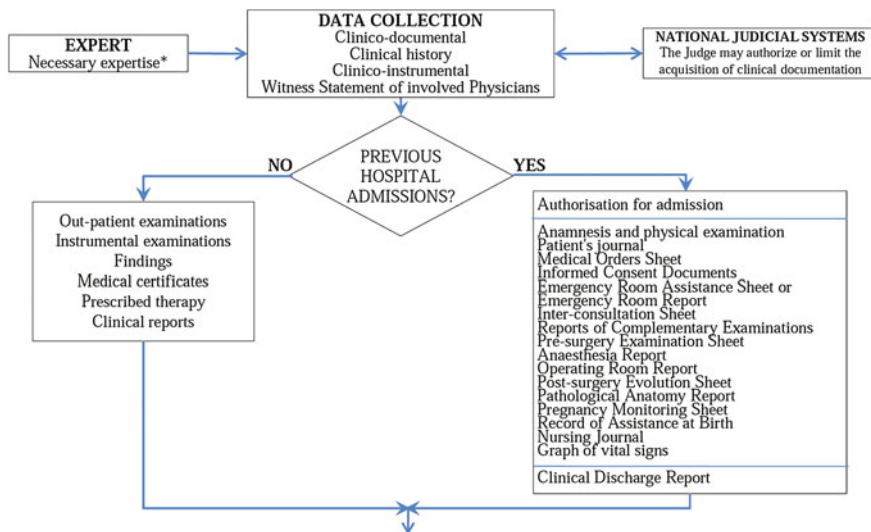 EXPERT
Necessary expertise*
DATA COLLECTION
Clinico-documental
Clinical history
Clinico-instrumental
Witness Statement of involved Physicians
NATIONAL JUDICIAL SYSTEMS
The Judge may authorize or limit the
acquisition of clinical documentation
PREVIOUS
HOSPITAL
ADMISSIONS?
NO
YES
Out-patient examinations
Instrumental examinations
Findings
Medical certificates
Prescribed therapy
Clinical reports
Authorisation for admission
Anamnesis and physical examination
Patient's journal
Medical Orders Sheet
Informed Consent Documents
Emergency Room Assistance Sheet or
Emergency Room Report
Inter-consultation Sheet
Reports of Complementary Examinations
Pre-surgery Examination Sheet
Anaesthesia Report
Operating Room Report
Post-surgery Evolution Sheet
Pathological Anatomy Report
Pregnancy Monitoring Sheet
Record of Assistance at Birth
Nursing Journal
Graph of vital signs
Clinical Discharge Report